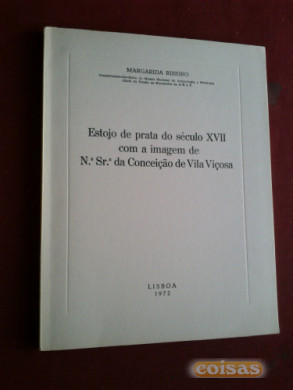 MARGARIDA RIBEIRO
Estojo de prata do século XVII
com a imagem de
N.ª Sr.ª da Conceição de Vila Viçosa
LISBOA
1972
coisas